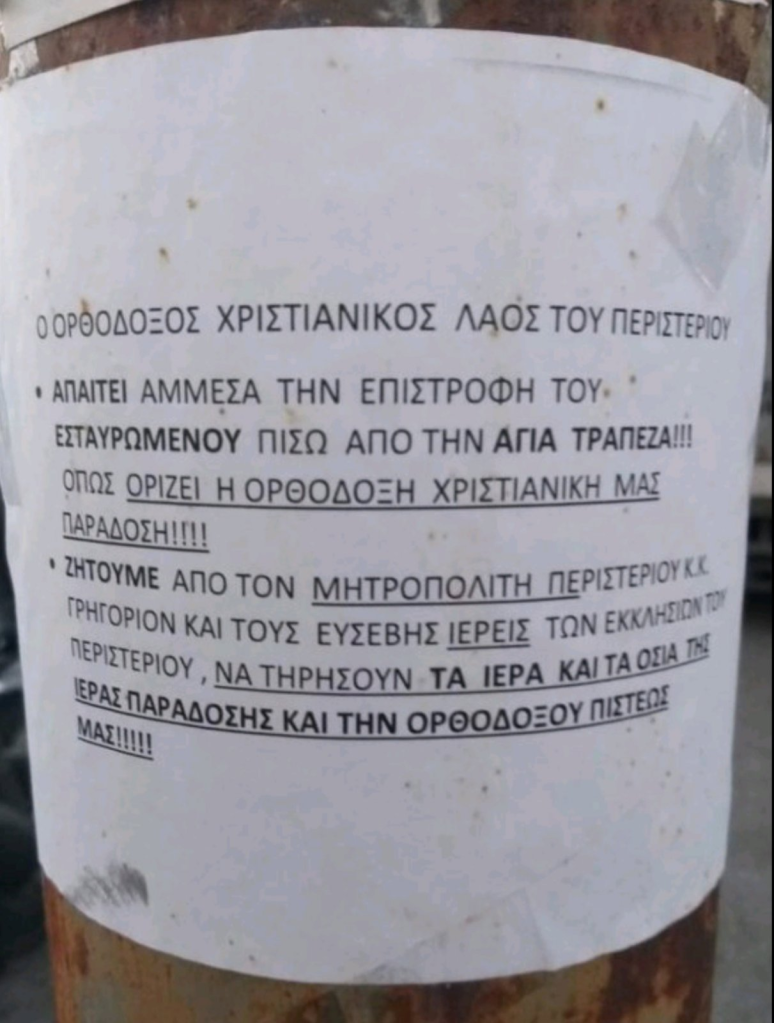 Ο ΟΡΘΟΔΟΞΟΣ ΧΡΙΣΤΙΑΝΙΚΟΣ ΛΑΟΣ ΤΟΥ ΠΕΡΙΣΤΕΡΙΟΥ
• ΑΠΑΙΤΕΙ ΑΜΜΕΣΑ ΤΗΝ ΕΠΙΣΤΡΟΦΗ ΤΟΥ
ΕΣΤΑΥΡΩΜΕΝΟΥ ΠΙΣΩ ΑΠΟ ΤΗΝ ΑΓΙΑ ΤΡΑΠΕΖΑ!!!
ΟΠΩΣ ΟΡΙΖΕΙ Η ΟΡΘΟΔΟΞΗ ΧΡΙΣΤΙΑΝΙΚΗ ΜΑΣ
ΠΑΡΑΔΟΣΗ!!!!
• ΖΗΤΟΥΜΕ ΑΠΟ ΤΟΝ ΜΗΤΡΟΠΟΛΙΤΗ ΠΕΡΙΣΤΕΡΙΟΥ Κ.Κ.
ΓΡΗΓΟΡΙΟΝ ΚΑΙ ΤΟΥΣ ΕΥΣΕΒΗΣ ΙΕΡΕΙΣ ΤΩΝ ΕΚΚΛΗΣΙΩΝ ΤΟΥ
ΠΕΡΙΣΤΕΡΙΟΥ , ΝΑ ΤΗΡΗΣΟΥΝ ΤΑ ΙΕΡΑ ΚΑΙ ΤΑ ΟΣΙΑ ΤΗΣ
ΙΕΡΑΣ ΠΑΡΑΔΟΣΗΣ ΚΑΙ ΤΗΝ ΟΡΘΟΔΟΞΟΥ ΠΙΣΤΕΩΣ
ΜΑΣ!!!!!